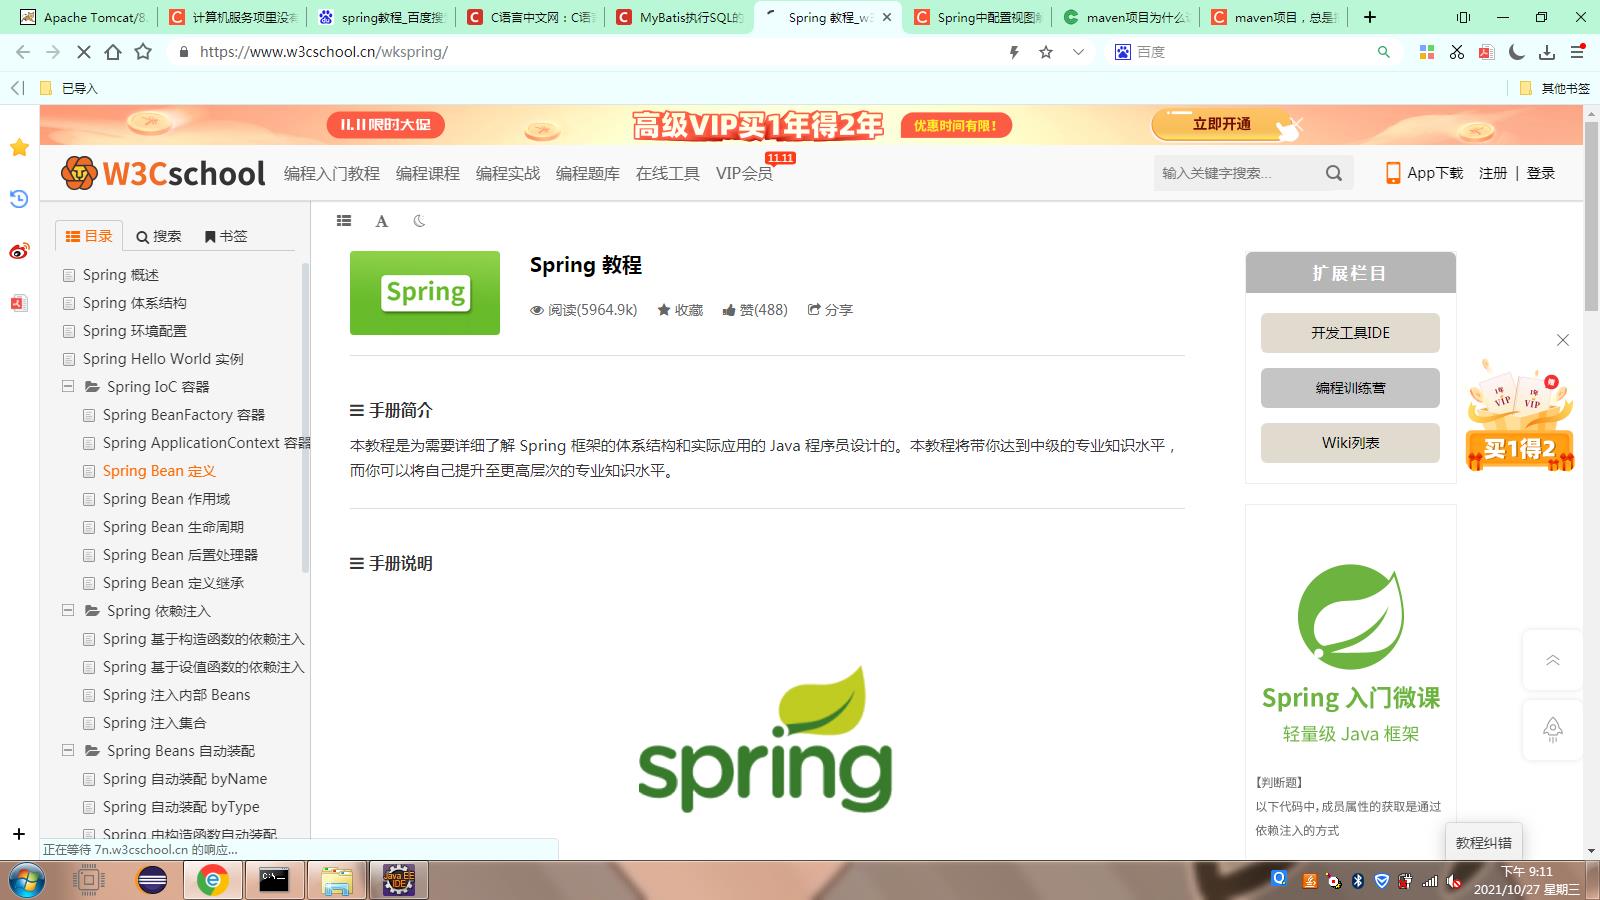 Apache Tomcat/8.
计算机服务项里没有
spring教程_百度搜
C语言中文网：C语言
MyBatis执行SQL的
Spring 教程_w3
Spring中配置视图解
maven项目为什么
maven项目，总是
https://www.w3cschool.cn/wkspring/
百度
已导入
其他书签
11.11 限时大促
高级VIP买1年得2年
优惠时间有限！
立即开通
W3Cschool
编程入门教程
编程课程
编程实战
编程题库
在线工具
VIP会员
11.11
输入关键字搜索...
App下载
注册 | 登录
目录
搜索
书签
Spring 概述
Spring 体系结构
Spring 环境配置
Spring Hello World 实例
Spring IoC 容器
Spring BeanFactory 容器
Spring ApplicationContext 容器
Spring Bean 定义
Spring Bean 作用域
Spring Bean 生命周期
Spring Bean 后置处理器
Spring Bean 定义继承
Spring 依赖注入
Spring 基于构造函数的依赖注入
Spring 基于设值函数的依赖注入
Spring 注入内部 Beans
Spring 注入集合
Spring Beans 自动装配
Spring 自动装配 byName
Spring 自动装配 byType
Spring 由构造函数自动装配
正在等待 7n.w3cschool.cn 的响应...
A
Spring
Spring 教程
阅读(5964.9k)
收藏
赞(488)
分享
手册简介
本教程是为需要详细了解 Spring 框架的体系结构和实际应用的 Java 程序员设计的。本教程将带你达到中级的专业知识水平，
而你可以将自己提升至更高层次的专业知识水平。
手册说明
spring
扩展栏目
开发工具IDE
编程训练营
Wiki列表
1年 VIP
1年 VIP
买1得2
Spring 入门微课
轻量级 Java 框架
【判断题】
以下代码中，成员属性的获取是通过
依赖注入的方式
教程纠错
Java EE
IDE
下午 9:11
2021/10/27 星期三